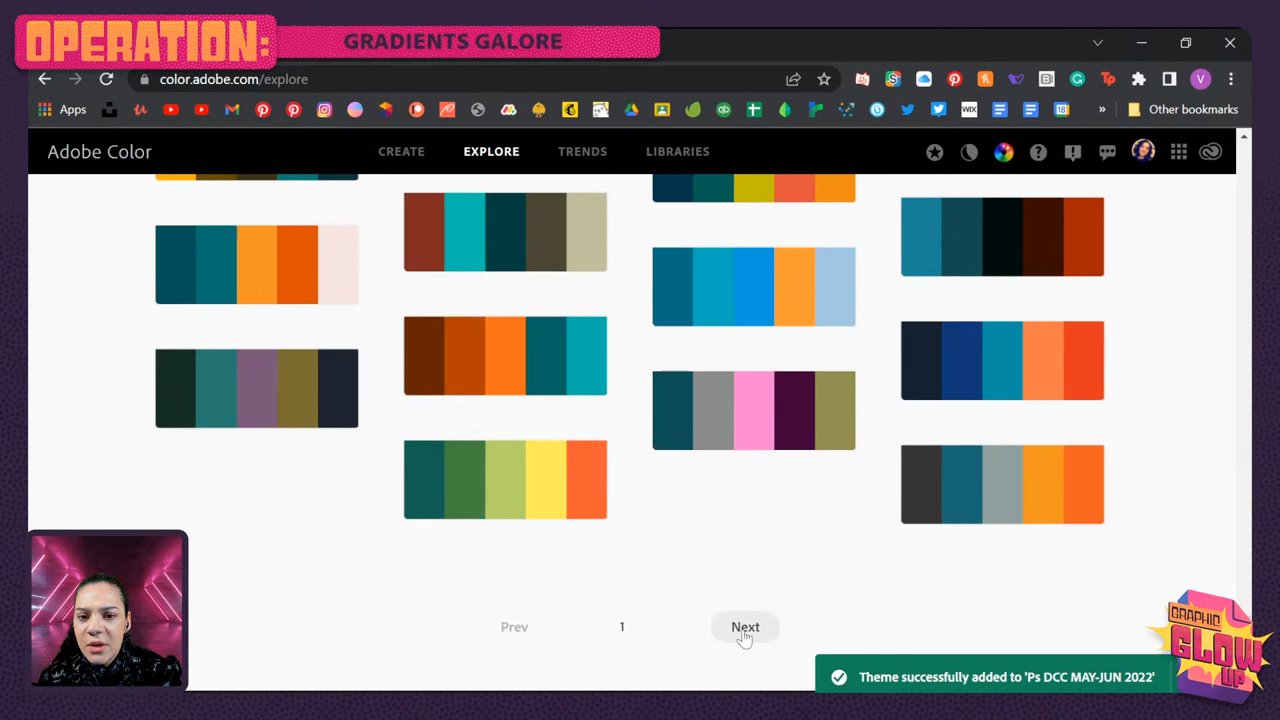 OPERATION:
GRADIENTS GALORE
color.adobe.com/explore
Apps
Other bookmarks
Adobe Color
CREATE
EXPLORE
TRENDS
LIBRARIES
Prev
1
Next
GRAPHIC
GLOW
UP
Theme successfully added to 'Ps DCC MAY-JUN 2022'